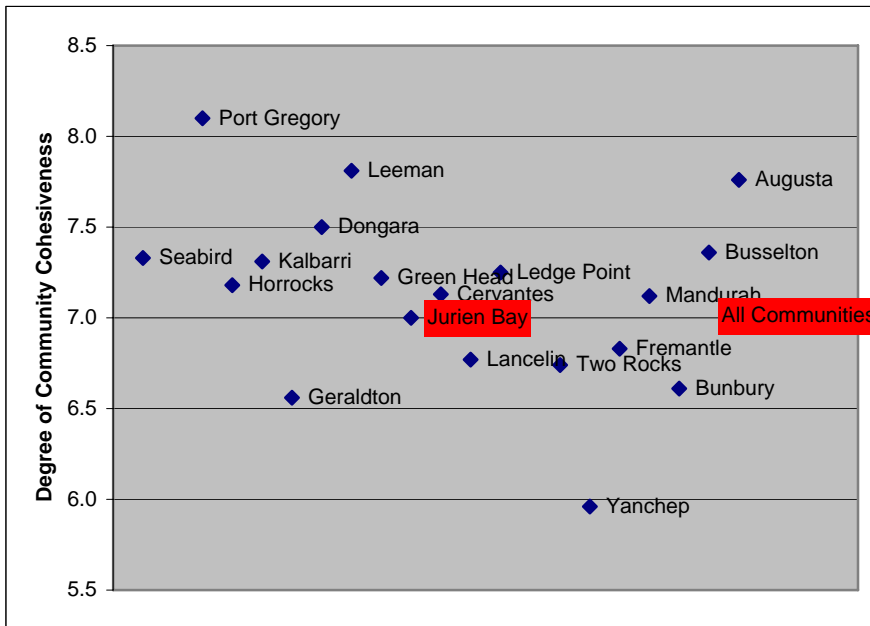 Degree of Community Cohesiveness
8.5
8.0
7.5
7.0
6.5
6.0
5.5
Port Gregory
Leeman
Augusta
Dongara
Busselton
Seabird
Kalbarri
Ledge Point
Green Head
Horrocks
Cervantes
Mandurah
Jurien Bay
All Communities
Fremantle
Lancelin
Two Rocks
Bunbury
Geraldton
Yanchep